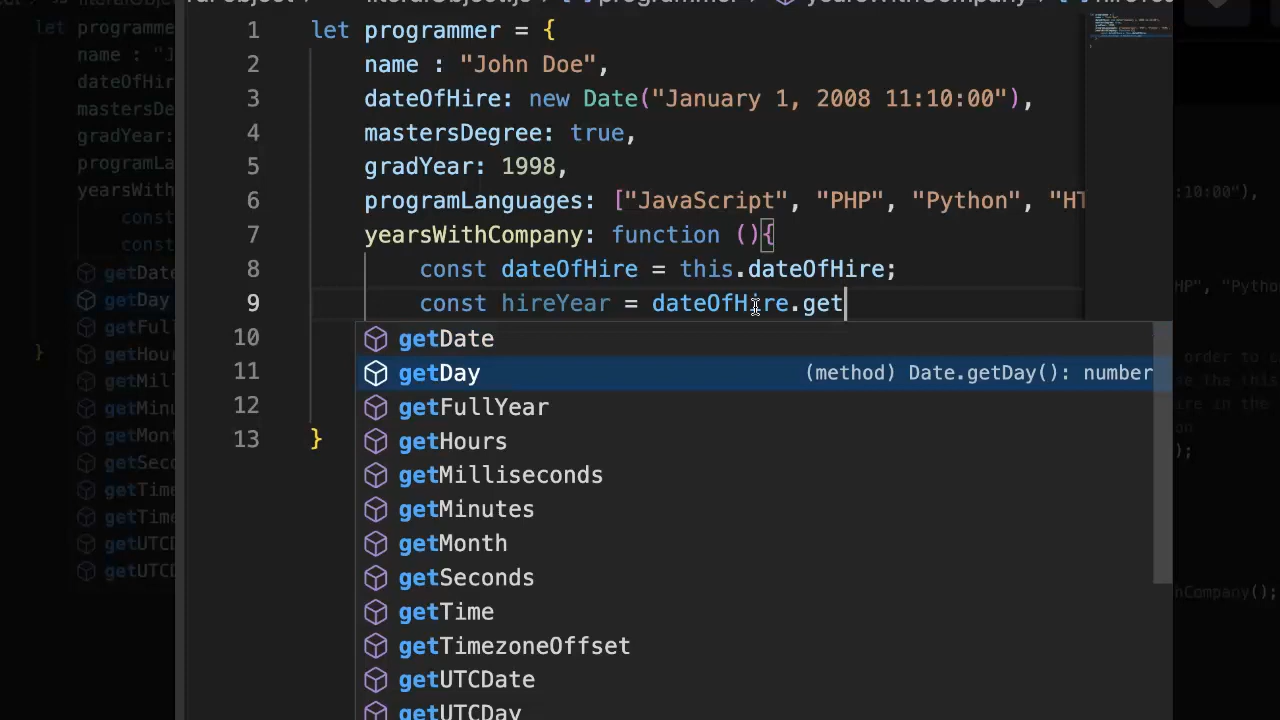 1 let programmer = {
2 name : "John Doe",
3 dateOfHire: new Date("January 1, 2008 11:10:00"),
4 mastersDegree: true,
5 gradYear: 1998,
6 programLanguages: ["JavaScript", "PHP", "Python", "HT
7 yearsWithCompany: function (){
8 const dateOfHire = this.dateOfHire;
9 const hireYear = dateOfHire.get
10 getDate
11 getDay (method) Date.getDay(): number
12 getFullYear
13 } getHours
getMilliseconds
getMinutes
getMonth
getSeconds
getTime
getTimezoneOffset
getUTCDate
getUTCDay